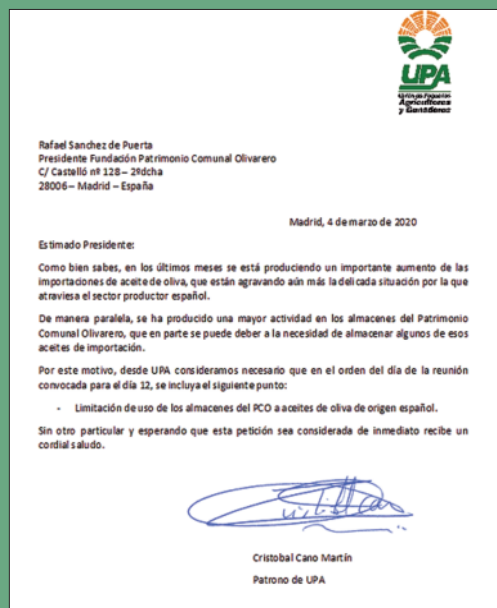 UPA
Unión de Pequeños
Agricultores
y Ganaderos
Rafael Sanchez de Puerta
Presidente Fundación Patrimonio Comunal Olivarero
C/ Castelló nº 128 – 2ºdcha
28006 – Madrid – España
Madrid, 4 de marzo de 2020
Estimado Presidente:
Como bien sabes, en los últimos meses se está produciendo un importante aumento de las
importaciones de aceite de oliva, que están agravando aún más la delicada situación por la que
atraviesa el sector productor español.
De manera paralela, se ha producido una mayor actividad en los almacenes del Patrimonio
Comunal Olivarero, que en parte se puede deber a la necesidad de almacenar algunos de esos
aceites de importación.
Por este motivo, desde UPA consideramos necesario que en el orden del día de la reunión
convocada para el día 12, se incluya el siguiente punto:
- Limitación de uso de los almacenes del PCO a aceites de oliva de origen español.
Sin otro particular y esperando que esta petición sea considerada de inmediato recibe un
cordial saludo.
Cristobal Cano Martín
Patrono de UPA